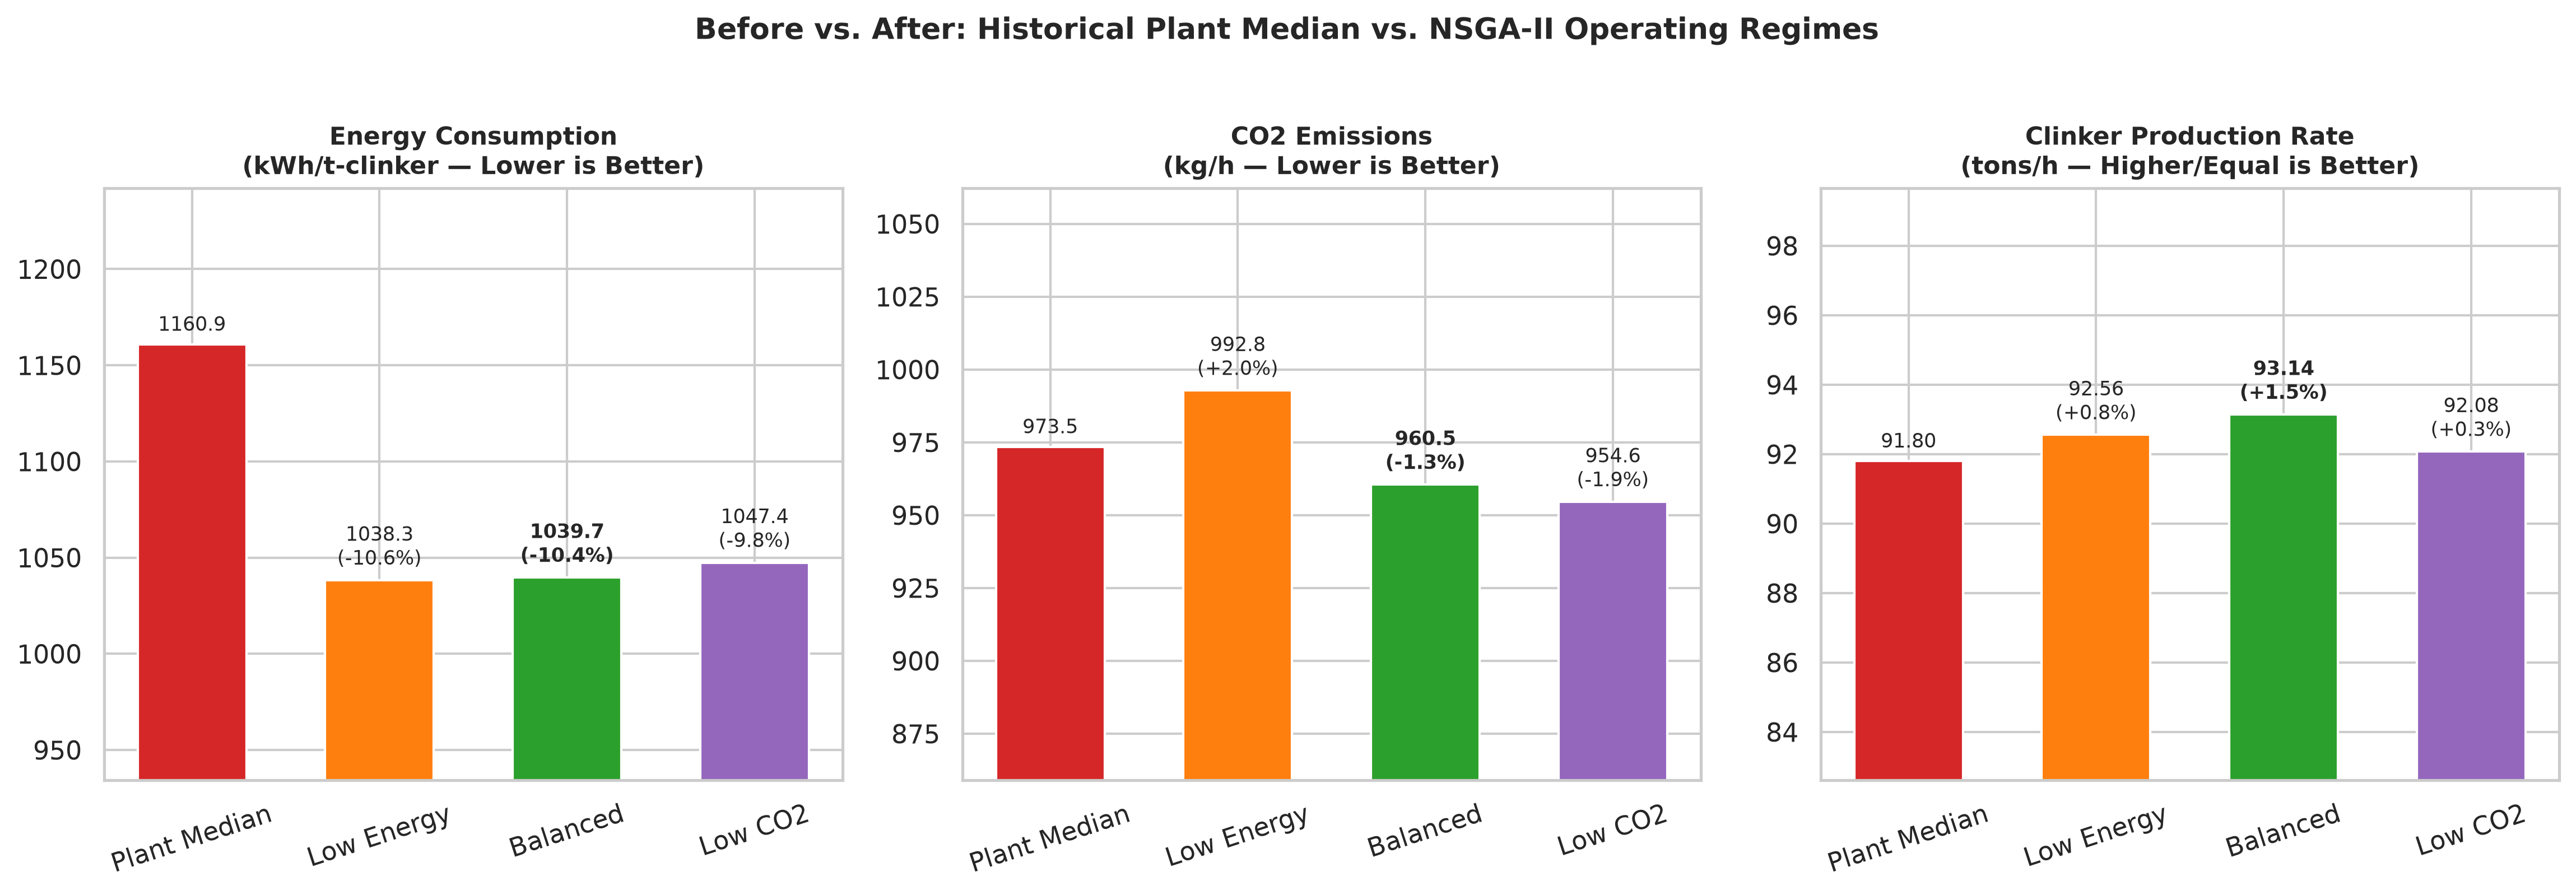 Before vs. After: Historical Plant Median vs. NSGA-II Operating Regimes
Energy Consumption
(kWh/t-clinker — Lower is Better)
1200
1150
1100
1050
1000
950
1160.9
1038.3
(-10.6%)
1039.7
(-10.4%)
1047.4
(-9.8%)
Plant Median
Low Energy
Balanced
Low CO2
CO2 Emissions
(kg/h — Lower is Better)
1050
1025
1000
975
950
925
900
875
973.5
992.8
(+2.0%)
960.5
(-1.3%)
954.6
(-1.9%)
Plant Median
Low Energy
Balanced
Low CO2
Clinker Production Rate
(tons/h — Higher/Equal is Better)
98
96
94
92
90
88
86
84
91.80
92.56
(+0.8%)
93.14
(+1.5%)
92.08
(+0.3%)
Plant Median
Low Energy
Balanced
Low CO2